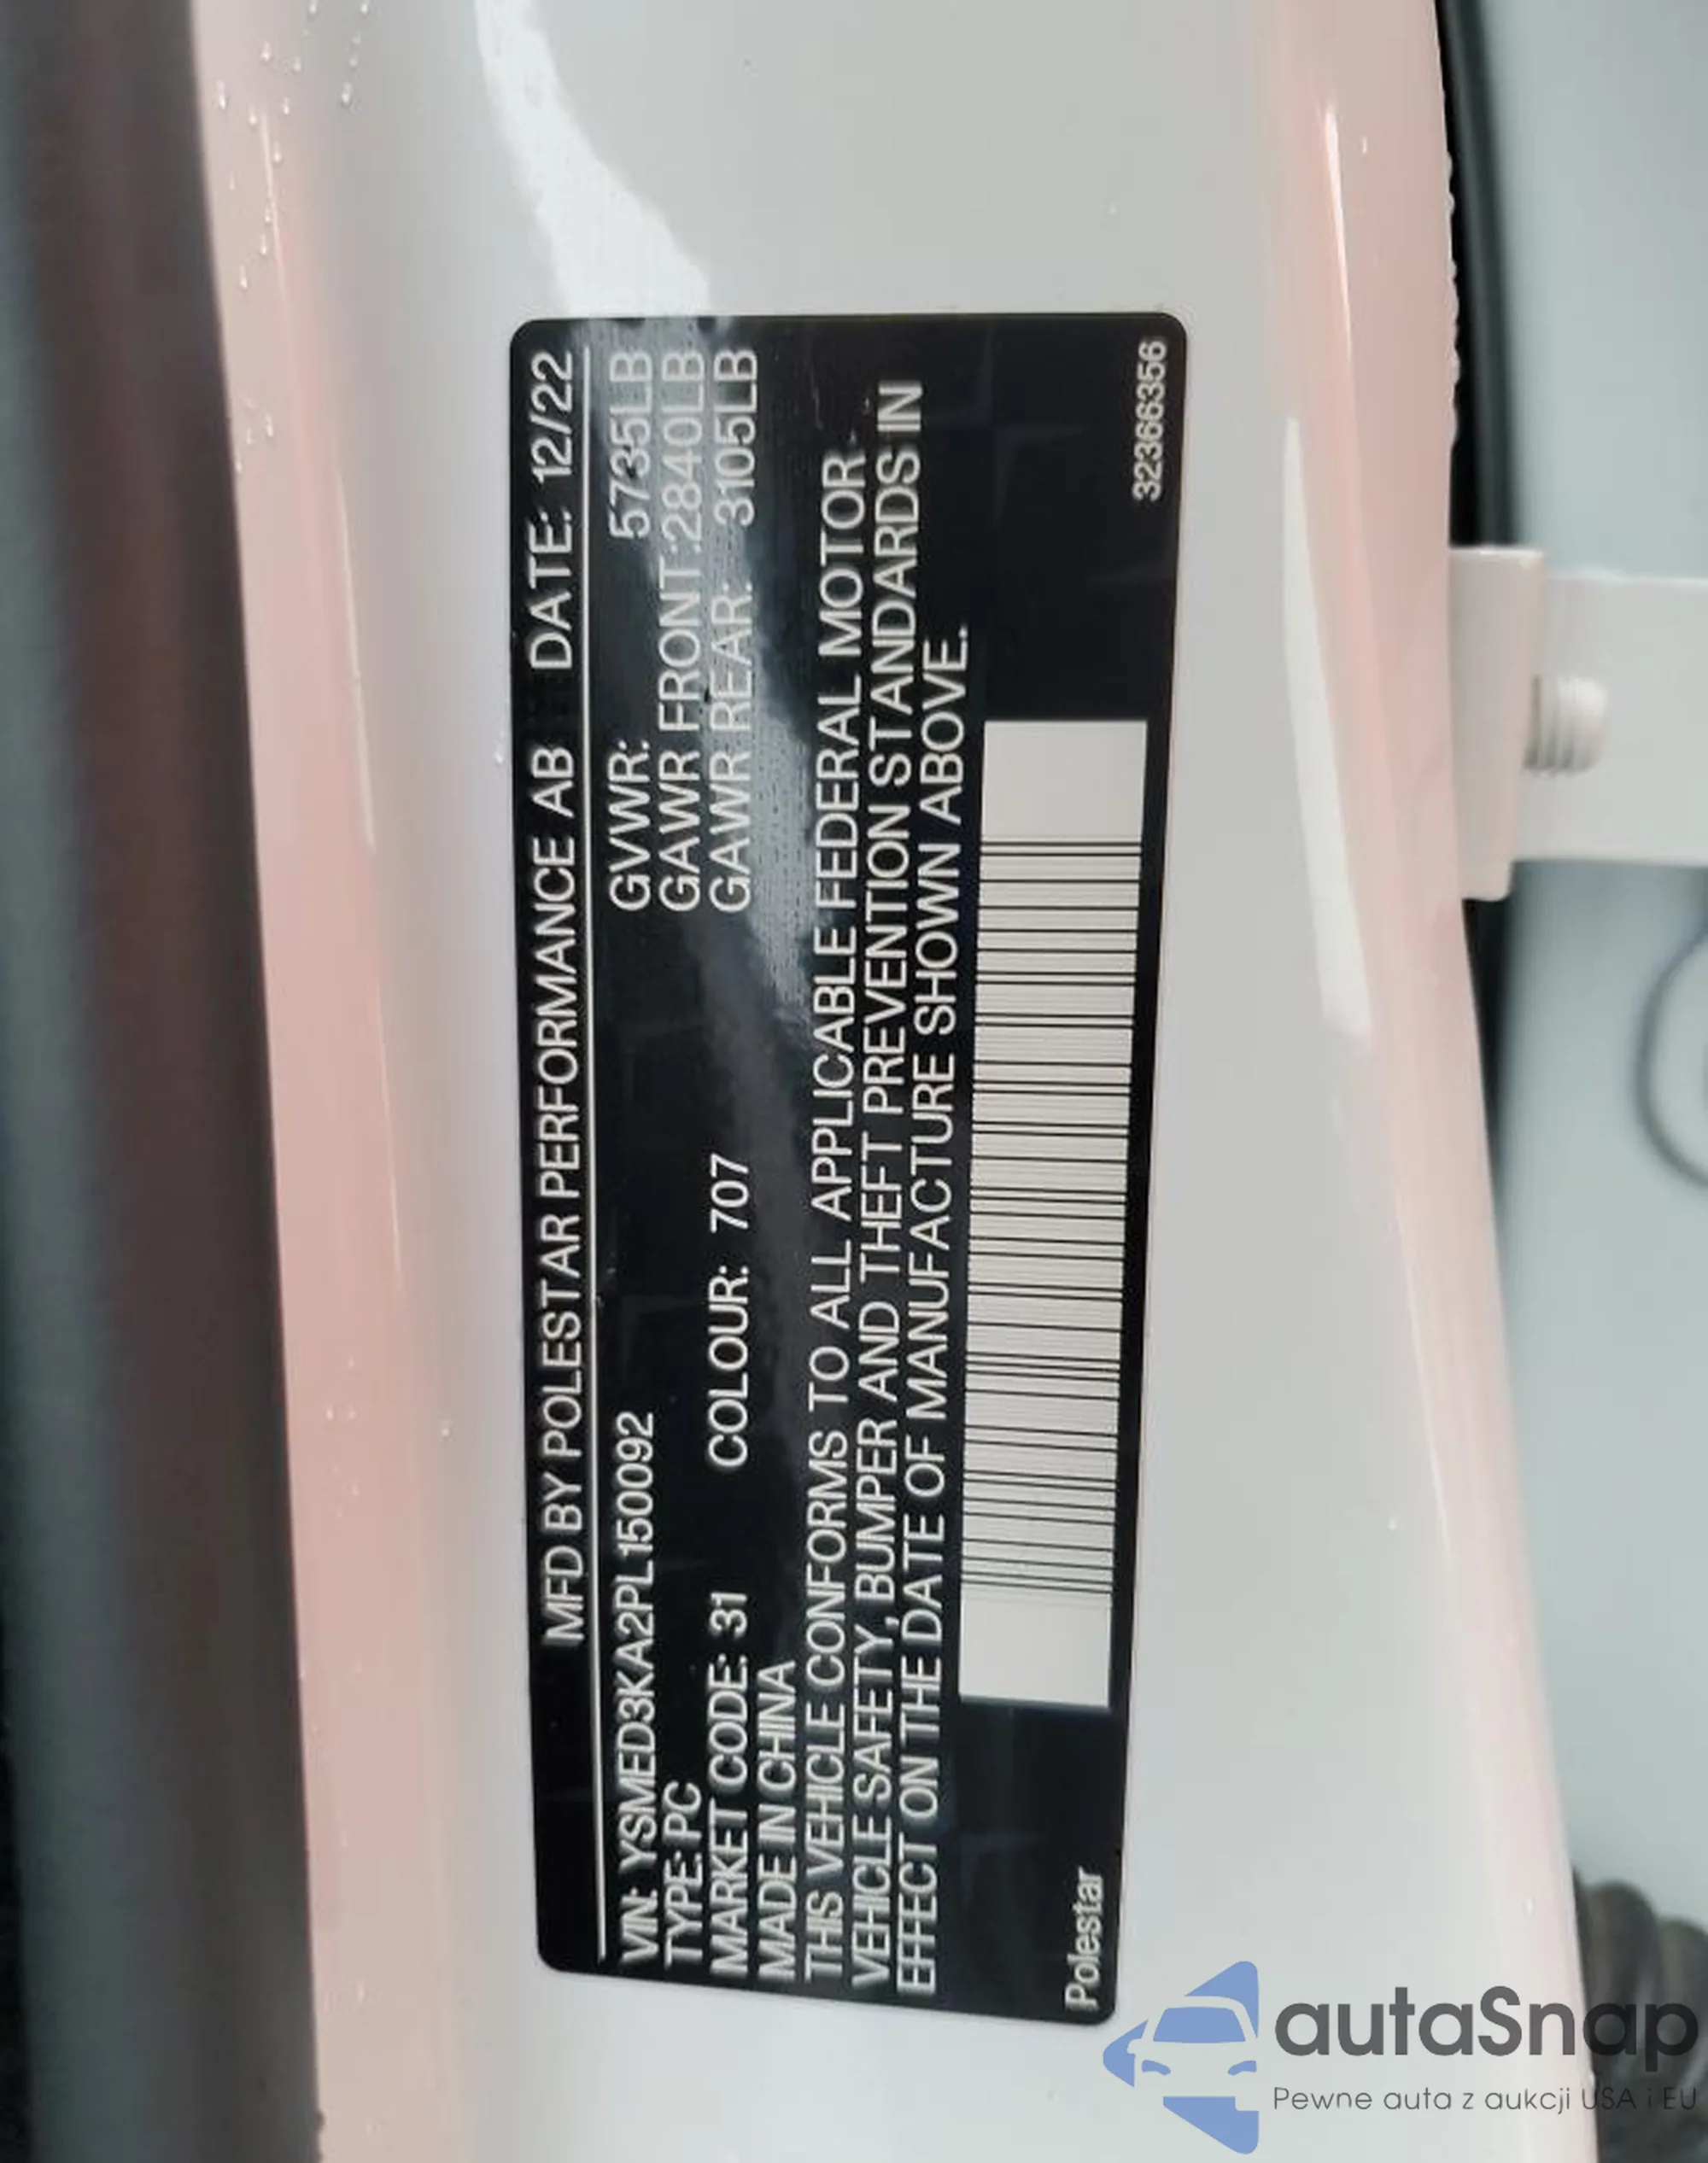 MFD BY POLESTAR PERFORMANCE AB DATE: 12/22
VIN: YSMED3KA2PL150092 GVWR: 5735LB
TYPE: PC GAWR FRONT:2840LB
MARKET CODE: 31 COLOUR: 707 GAWR REAR: 3105LB
MADE IN CHINA
THIS VEHICLE CONFORMS TO ALL APPLICABLE FEDERAL MOTOR
VEHICLE SAFETY, BUMPER AND THEFT PREVENTION STANDARDS IN
EFFECT ON THE DATE OF MANUFACTURE SHOWN ABOVE.
Polestar 32366356
autaSnap
Pewne auta z aukcji USA i EU